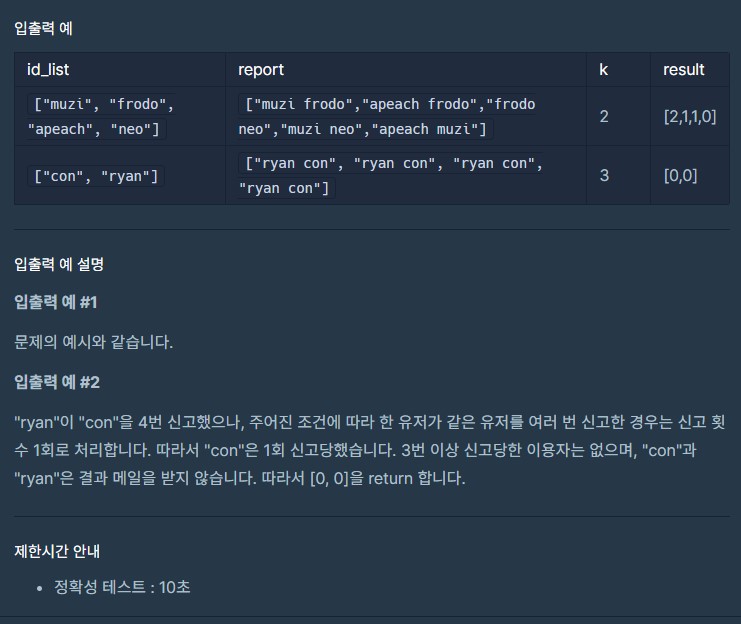 입출력 예
id_list report k result
["muzi", "frodo", "apeach", "neo"] ["muzi frodo","apeach frodo","frodo neo","muzi neo","apeach muzi"] 2 [2,1,1,0]
["con", "ryan"] ["ryan con", "ryan con", "ryan con", "ryan con"] 3 [0,0]
입출력 예 설명
입출력 예 #1
문제의 예시와 같습니다.
입출력 예 #2
"ryan"이 "con"을 4번 신고했으나, 주어진 조건에 따라 한 유저가 같은 유저를 여러 번 신고한 경우는 신고 횟
수 1회로 처리합니다. 따라서 "con"은 1회 신고당했습니다. 3번 이상 신고당한 이용자는 없으며, "con"과
"ryan"은 결과 메일을 받지 않습니다. 따라서 [0, 0]을 return 합니다.
제한시간 안내
• 정확성 테스트 : 10초